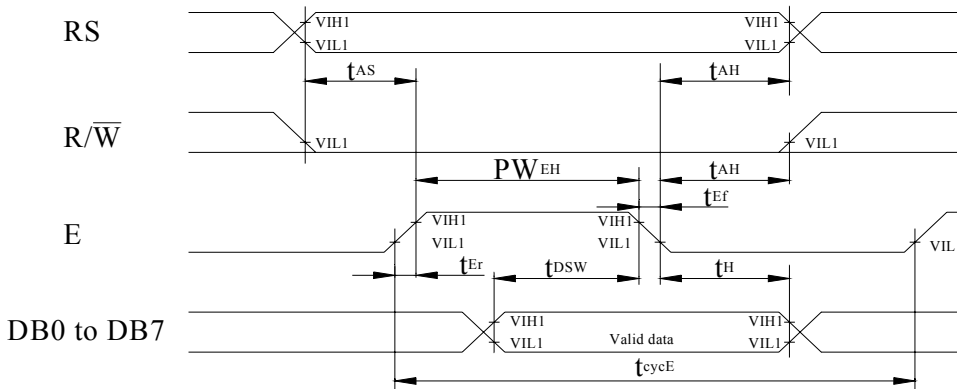 RS
VIH1
VIL1
VIH1
VIL1
tAS
tAH
R/W̅
VIL1
VIL1
PWEH
tAH
tEf
E
VIH1
VIL1
VIH1
VIL1
VIL
tEr
tDSW
tH
DB0 to DB7
VIH1
VIL1
Valid data
VIH1
VIL1
tcycE